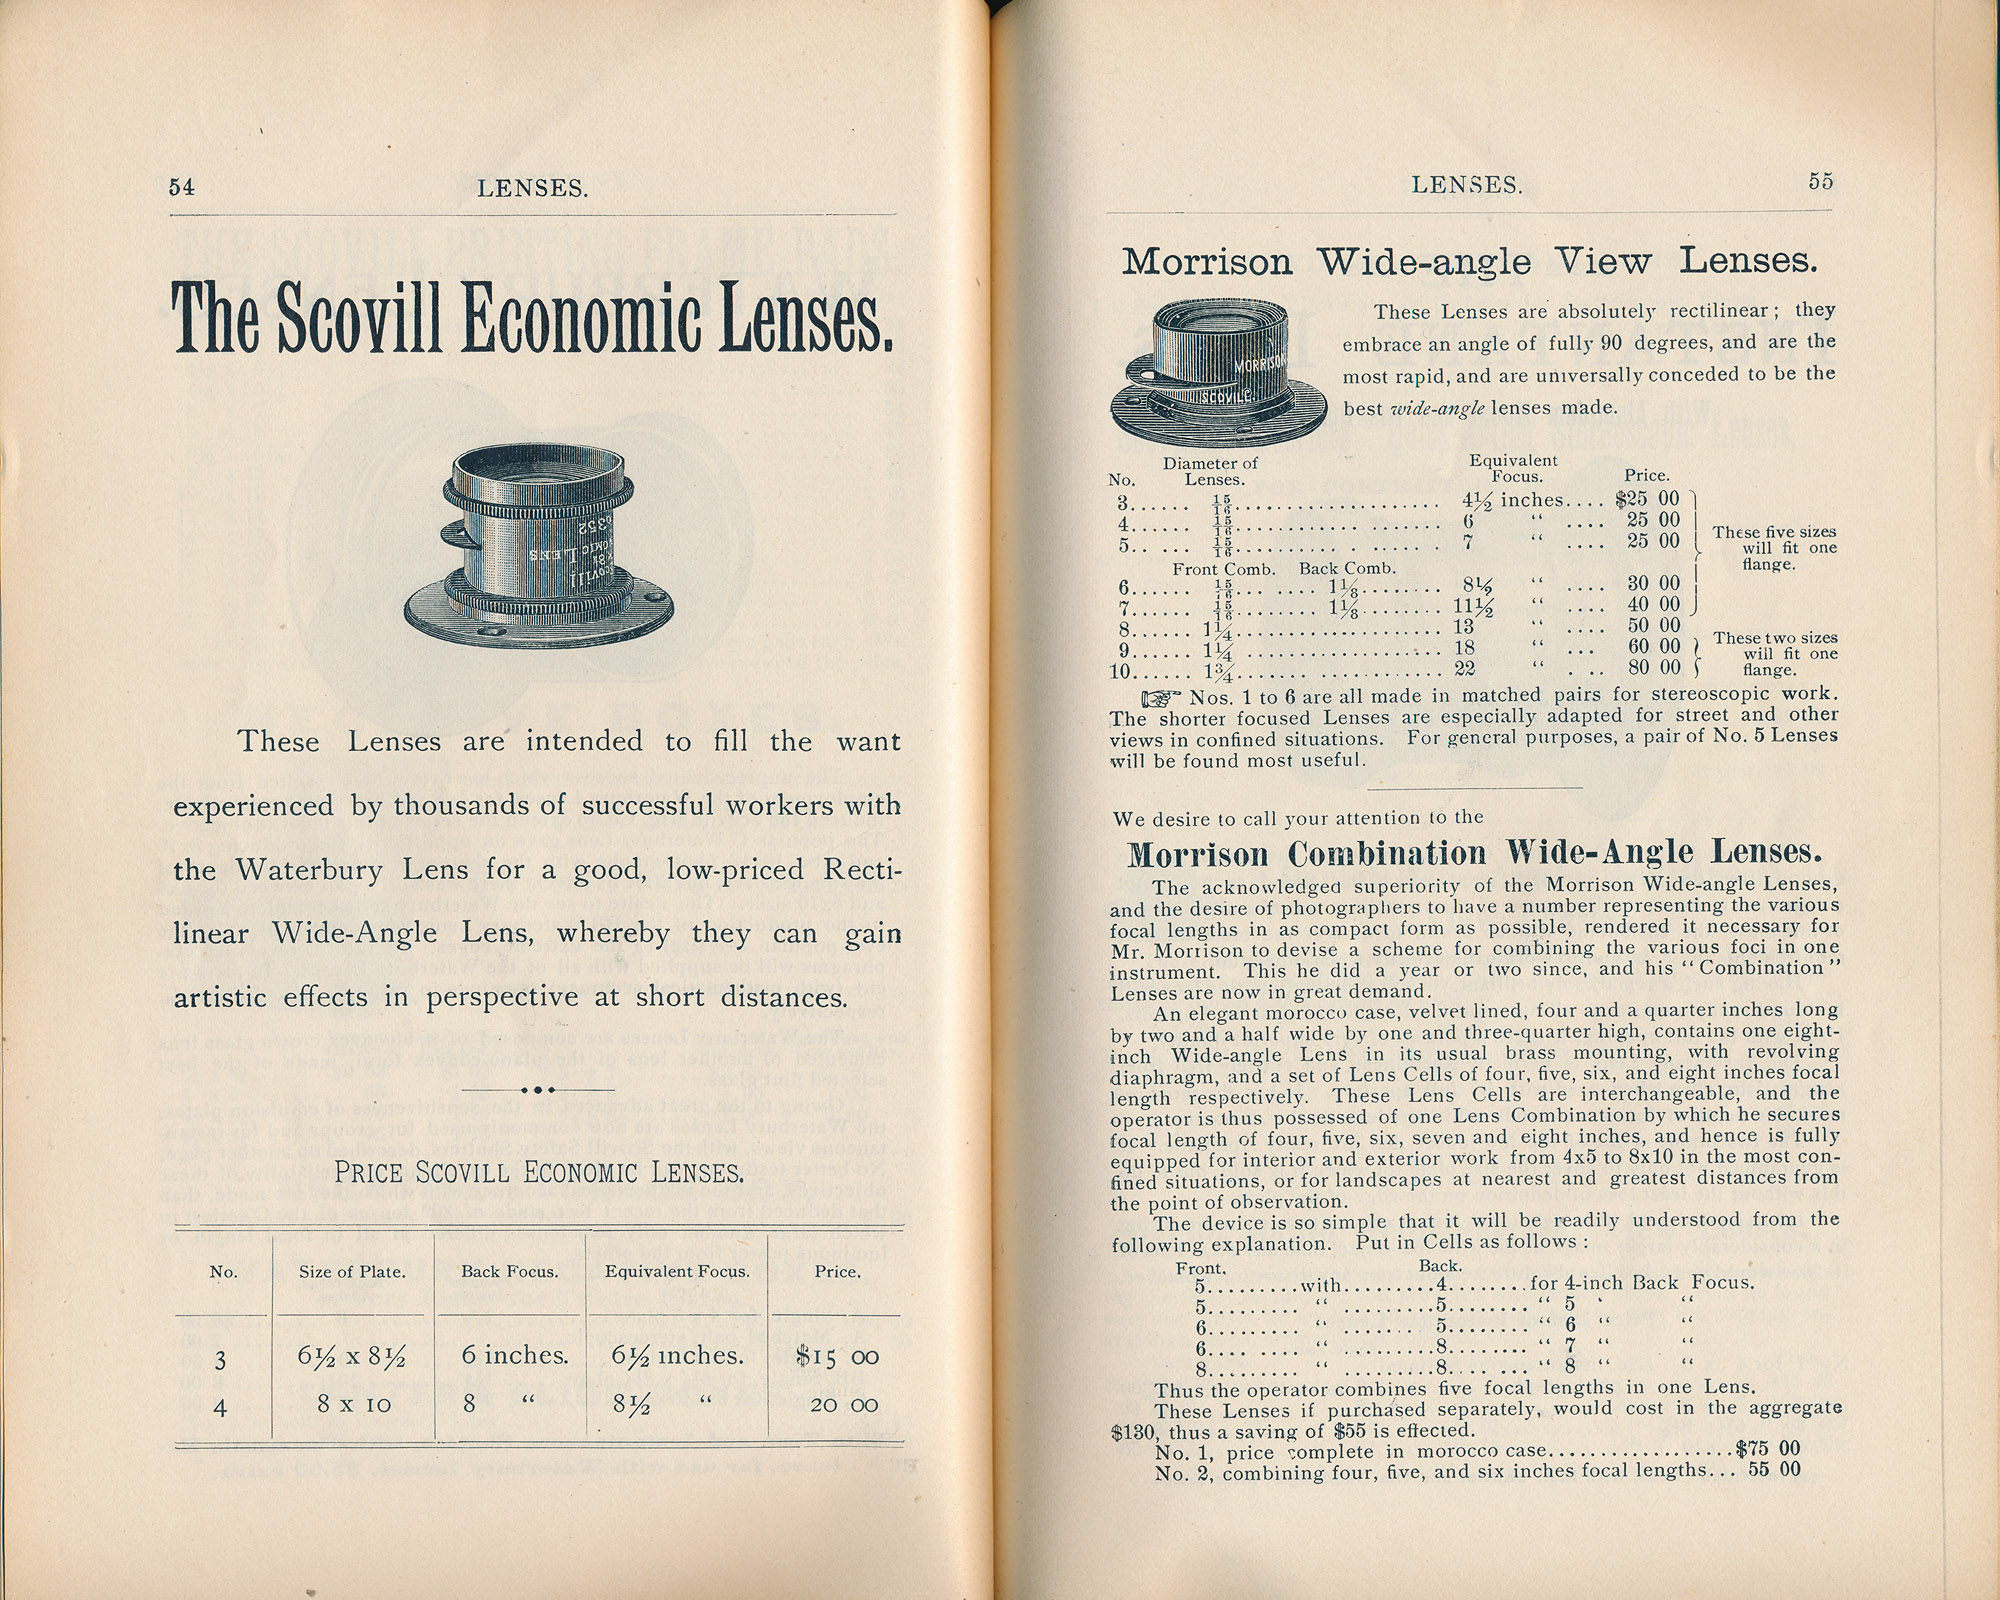 54 LENSES.
The Scovill Economic Lenses.
Scovill
Economic Lens
352
These Lenses are intended to fill the want
experienced by thousands of successful workers with
the Waterbury Lens for a good, low-priced Recti-
linear Wide-Angle Lens, whereby they can gain
artistic effects in perspective at short distances.
PRICE SCOVILL ECONOMIC LENSES.
No. Size of Plate. Back Focus. Equivalent Focus. Price.
3 6½ x 8½ 6 inches. 6½ inches. $15 00
4 8 x 10 8 “ 8½ “ 20 00
LENSES. 55
Morrison Wide-angle View Lenses.
MORRISON
SCOVILL
These Lenses are absolutely rectilinear; they
embrace an angle of fully 90 degrees, and are the
most rapid, and are universally conceded to be the
best wide-angle lenses made.
No. Diameter of Lenses. Equivalent Focus. Price.
3...... 15/16.................... 4½ inches.... $25 00
4...... 15/16.................... 6 “ .... 25 00
5...... 15/16.................... 7 “ .... 25 00
Front Comb. Back Comb.
6...... 15/16........ 1⅛........ 8½ “ .... 30 00
7...... 15/16........ 1⅛........ 11½ “ .... 40 00
These five sizes
will fit one
flange.
8...... 1¼.................... 13 “ .... 50 00
9...... 1¼.................... 18 “ ... 60 00
10...... 1¾.................... 22 “ . .. 80 00
These two sizes
will fit one
flange.
☞ Nos. 1 to 6 are all made in matched pairs for stereoscopic work.
The shorter focused Lenses are especially adapted for street and other
views in confined situations. For general purposes, a pair of No. 5 Lenses
will be found most useful.
We desire to call your attention to the
Morrison Combination Wide-Angle Lenses.
The acknowledged superiority of the Morrison Wide-angle Lenses,
and the desire of photographers to have a number representing the various
focal lengths in as compact form as possible, rendered it necessary for
Mr. Morrison to devise a scheme for combining the various foci in one
instrument. This he did a year or two since, and his “Combination”
Lenses are now in great demand.
An elegant morocco case, velvet lined, four and a quarter inches long
by two and a half wide by one and three-quarter high, contains one eight-
inch Wide-angle Lens in its usual brass mounting, with revolving
diaphragm, and a set of Lens Cells of four, five, six, and eight inches focal
length respectively. These Lens Cells are interchangeable, and the
operator is thus possessed of one Lens Combination by which he secures
focal length of four, five, six, seven and eight inches, and hence is fully
equipped for interior and exterior work from 4x5 to 8x10 in the most con-
fined situations, or for landscapes at nearest and greatest distances from
the point of observation.
The device is so simple that it will be readily understood from the
following explanation. Put in Cells as follows:
Front. Back.
5.........with.........4........for 4-inch Back Focus.
5......... “ .........5........ “ 5 “ “
6......... “ .........5........ “ 6 “ “
6......... “ .........8........ “ 7 “ “
8......... “ .........8........ “ 8 “ “
Thus the operator combines five focal lengths in one Lens.
These Lenses if purchased separately, would cost in the aggregate
$130, thus a saving of $55 is effected.
No. 1, price complete in morocco case..................$75 00
No. 2, combining four, five, and six inches focal lengths... 55 00